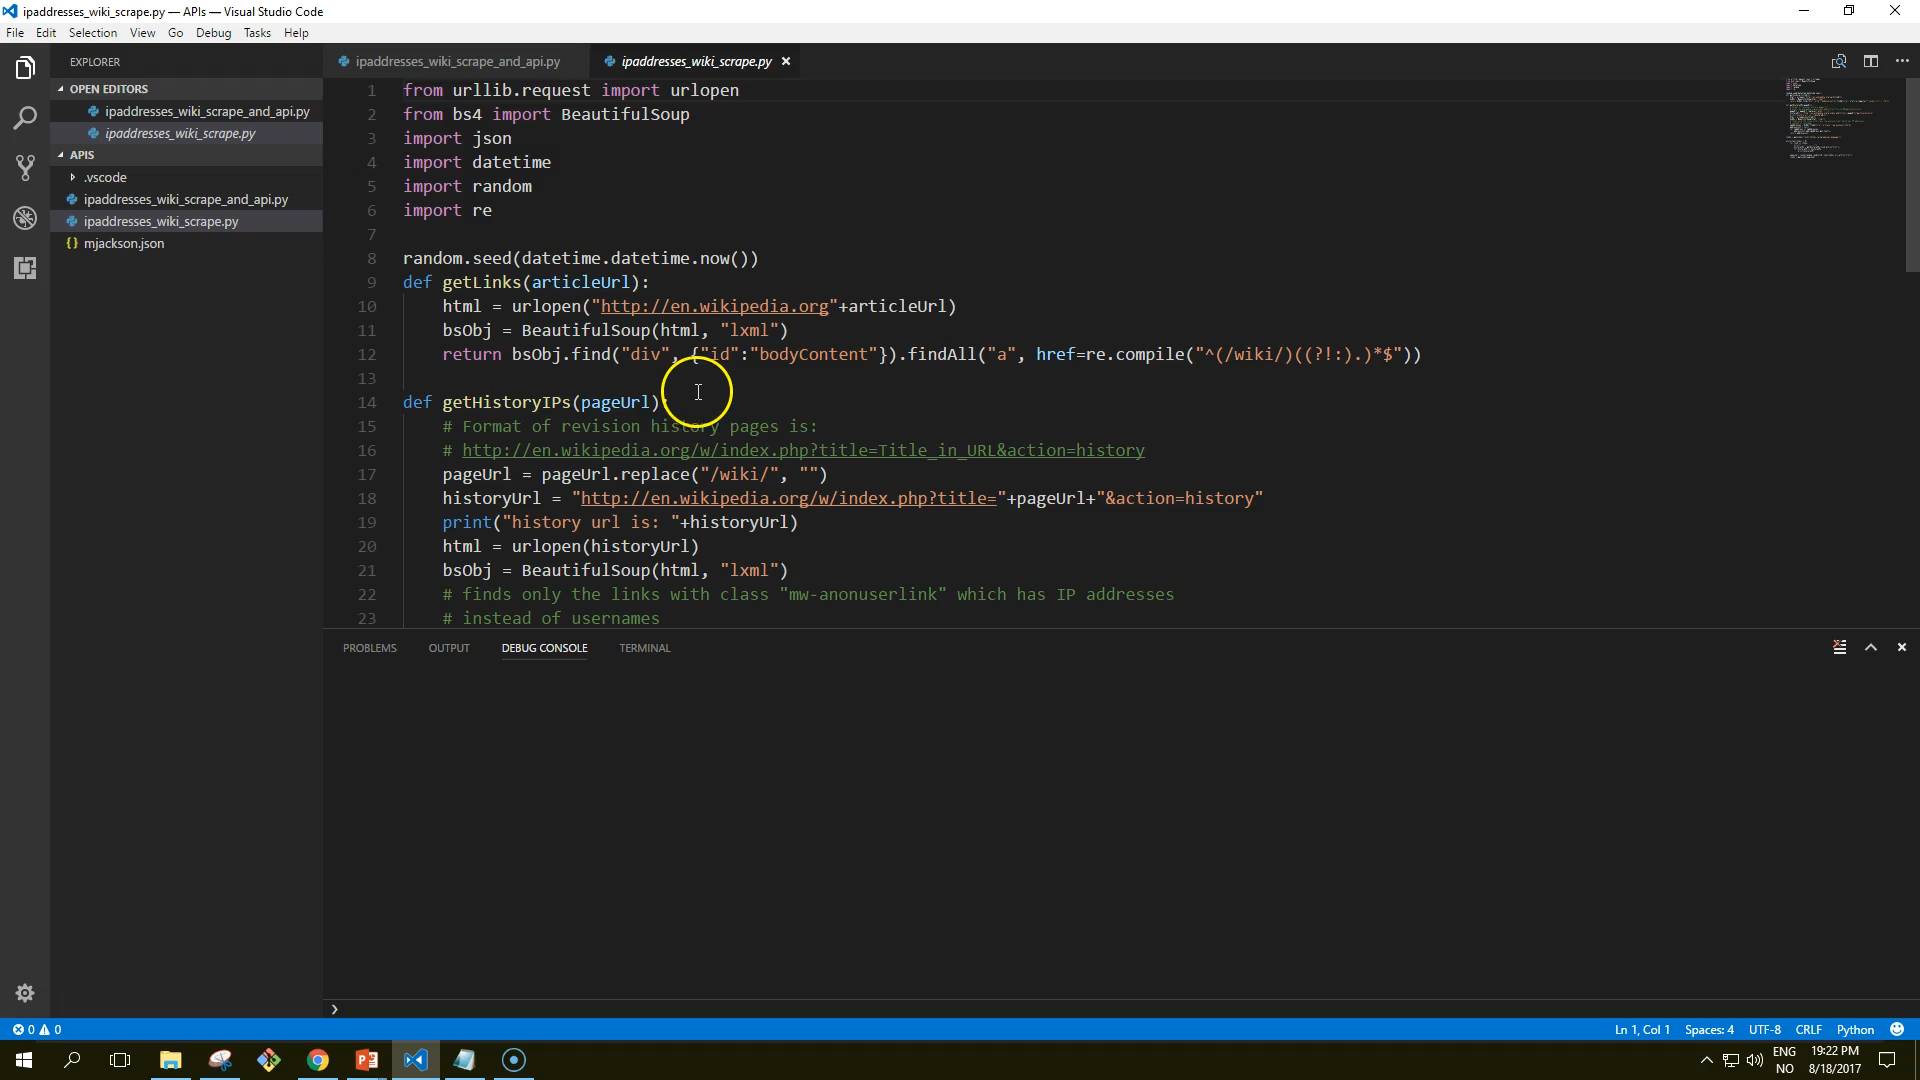 ipaddresses_wiki_scrape.py — APIs — Visual Studio Code
File Edit Selection View Go Debug Tasks Help
EXPLORER
OPEN EDITORS
ipaddresses_wiki_scrape_and_api.py
ipaddresses_wiki_scrape.py
APIS
.vscode
ipaddresses_wiki_scrape_and_api.py
ipaddresses_wiki_scrape.py
{} mjackson.json
ipaddresses_wiki_scrape_and_api.py ipaddresses_wiki_scrape.py
1 from urllib.request import urlopen
2 from bs4 import BeautifulSoup
3 import json
4 import datetime
5 import random
6 import re
7
8 random.seed(datetime.datetime.now())
9 def getLinks(articleUrl):
10 html = urlopen("http://en.wikipedia.org"+articleUrl)
11 bsObj = BeautifulSoup(html, "lxml")
12 return bsObj.find("div", {"id":"bodyContent"}).findAll("a", href=re.compile("^(/wiki/)((?!:).)*$"))
13
14 def getHistoryIPs(pageUrl):
15 # Format of revision history pages is:
16 # http://en.wikipedia.org/w/index.php?title=Title_in_URL&action=history
17 pageUrl = pageUrl.replace("/wiki/", "")
18 historyUrl = "http://en.wikipedia.org/w/index.php?title="+pageUrl+"&action=history"
19 print("history url is: "+historyUrl)
20 html = urlopen(historyUrl)
21 bsObj = BeautifulSoup(html, "lxml")
22 # finds only the links with class "mw-anonuserlink" which has IP addresses
23 # instead of usernames
PROBLEMS OUTPUT DEBUG CONSOLE TERMINAL
0 0
Ln 1, Col 1 Spaces: 4 UTF-8 CRLF Python
ENG
NO
19:22 PM
8/18/2017